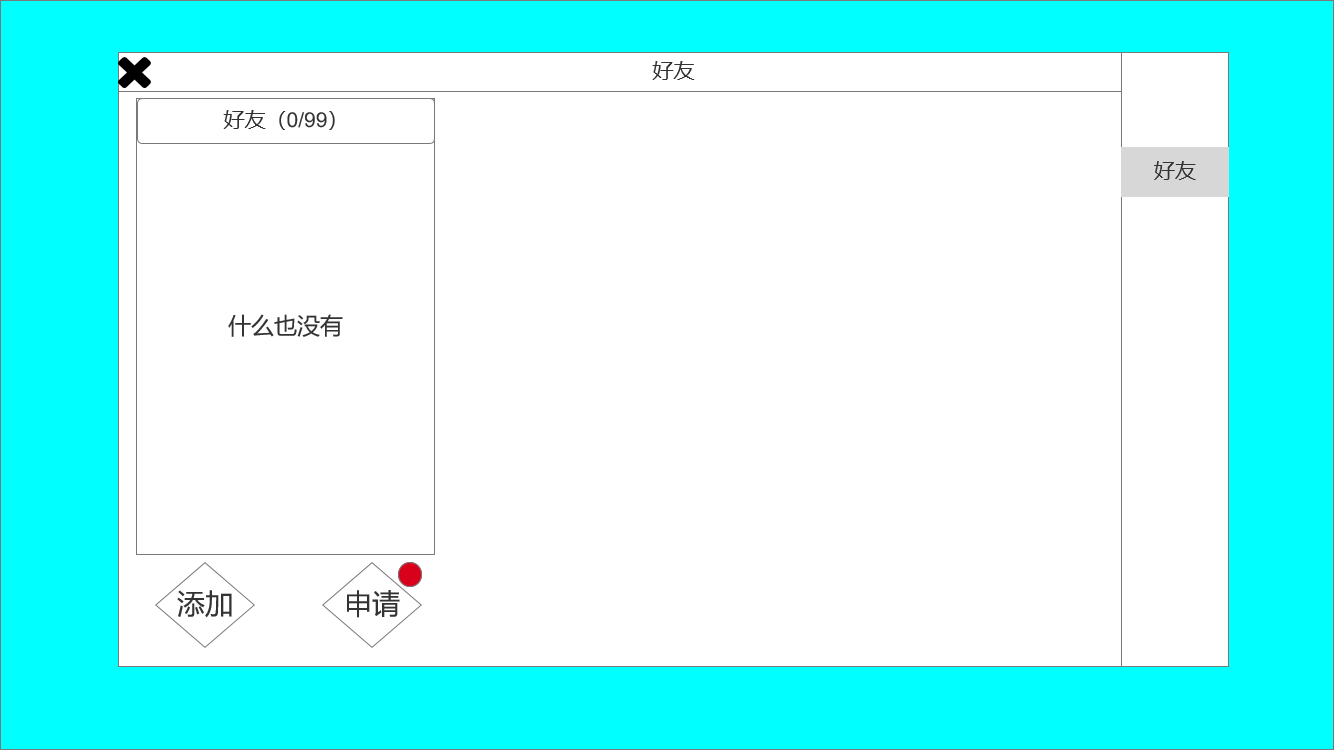 好友
好友（0/99）
好友
什么也没有
添加
申请